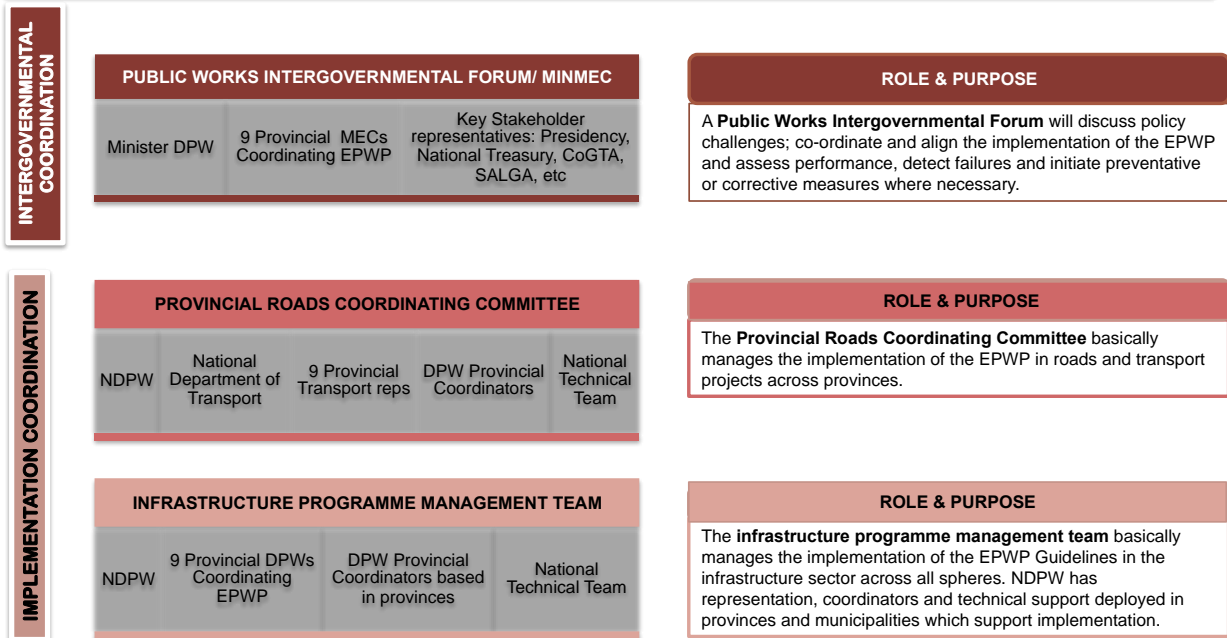 INTERGOVERNMENTAL
COORDINATION
PUBLIC WORKS INTERGOVERNMENTAL FORUM/ MINMEC
Minister DPW
9 Provincial MECs
Coordinating EPWP
Key Stakeholder
representatives: Presidency,
National Treasury, CoGTA,
SALGA, etc
ROLE & PURPOSE
A Public Works Intergovernmental Forum will discuss policy
challenges; co-ordinate and align the implementation of the EPWP
and assess performance, detect failures and initiate preventative
or corrective measures where necessary.
IMPLEMENTATION COORDINATION
PROVINCIAL ROADS COORDINATING COMMITTEE
NDPW
National
Department of
Transport
9 Provincial
Transport reps
DPW Provincial
Coordinators
National
Technical
Team
ROLE & PURPOSE
The Provincial Roads Coordinating Committee basically
manages the implementation of the EPWP in roads and transport
projects across provinces.
INFRASTRUCTURE PROGRAMME MANAGEMENT TEAM
NDPW
9 Provincial DPWs
Coordinating
EPWP
DPW Provincial
Coordinators based
in provinces
National
Technical Team
ROLE & PURPOSE
The infrastructure programme management team basically
manages the implementation of the EPWP Guidelines in the
infrastructure sector across all spheres. NDPW has
representation, coordinators and technical support deployed in
provinces and municipalities which support implementation.